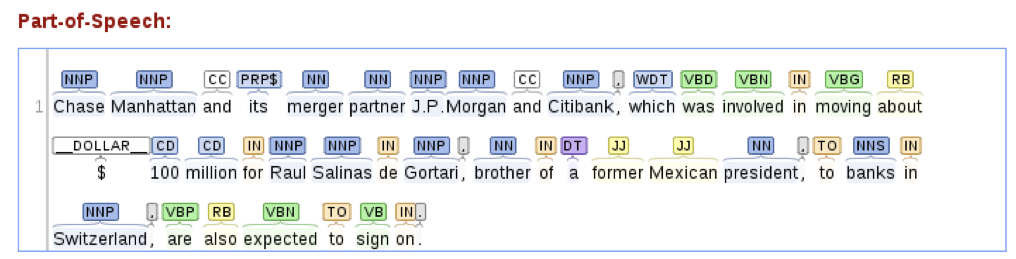 Part-of-Speech:
NNP NNP CC PRP$ NN NN NNP NNP CC NNP , WDT VBD VBN IN VBG RB
1 Chase Manhattan and its merger partner J.P. Morgan and Citibank, which was involved in moving about
__DOLLAR__ CD CD IN NNP NNP IN NNP , NN IN DT JJ JJ NN , TO NNS IN
$ 100 million for Raul Salinas de Gortari, brother of a former Mexican president, to banks in
NNP , VBP RB VBN TO VB IN .
Switzerland, are also expected to sign on.